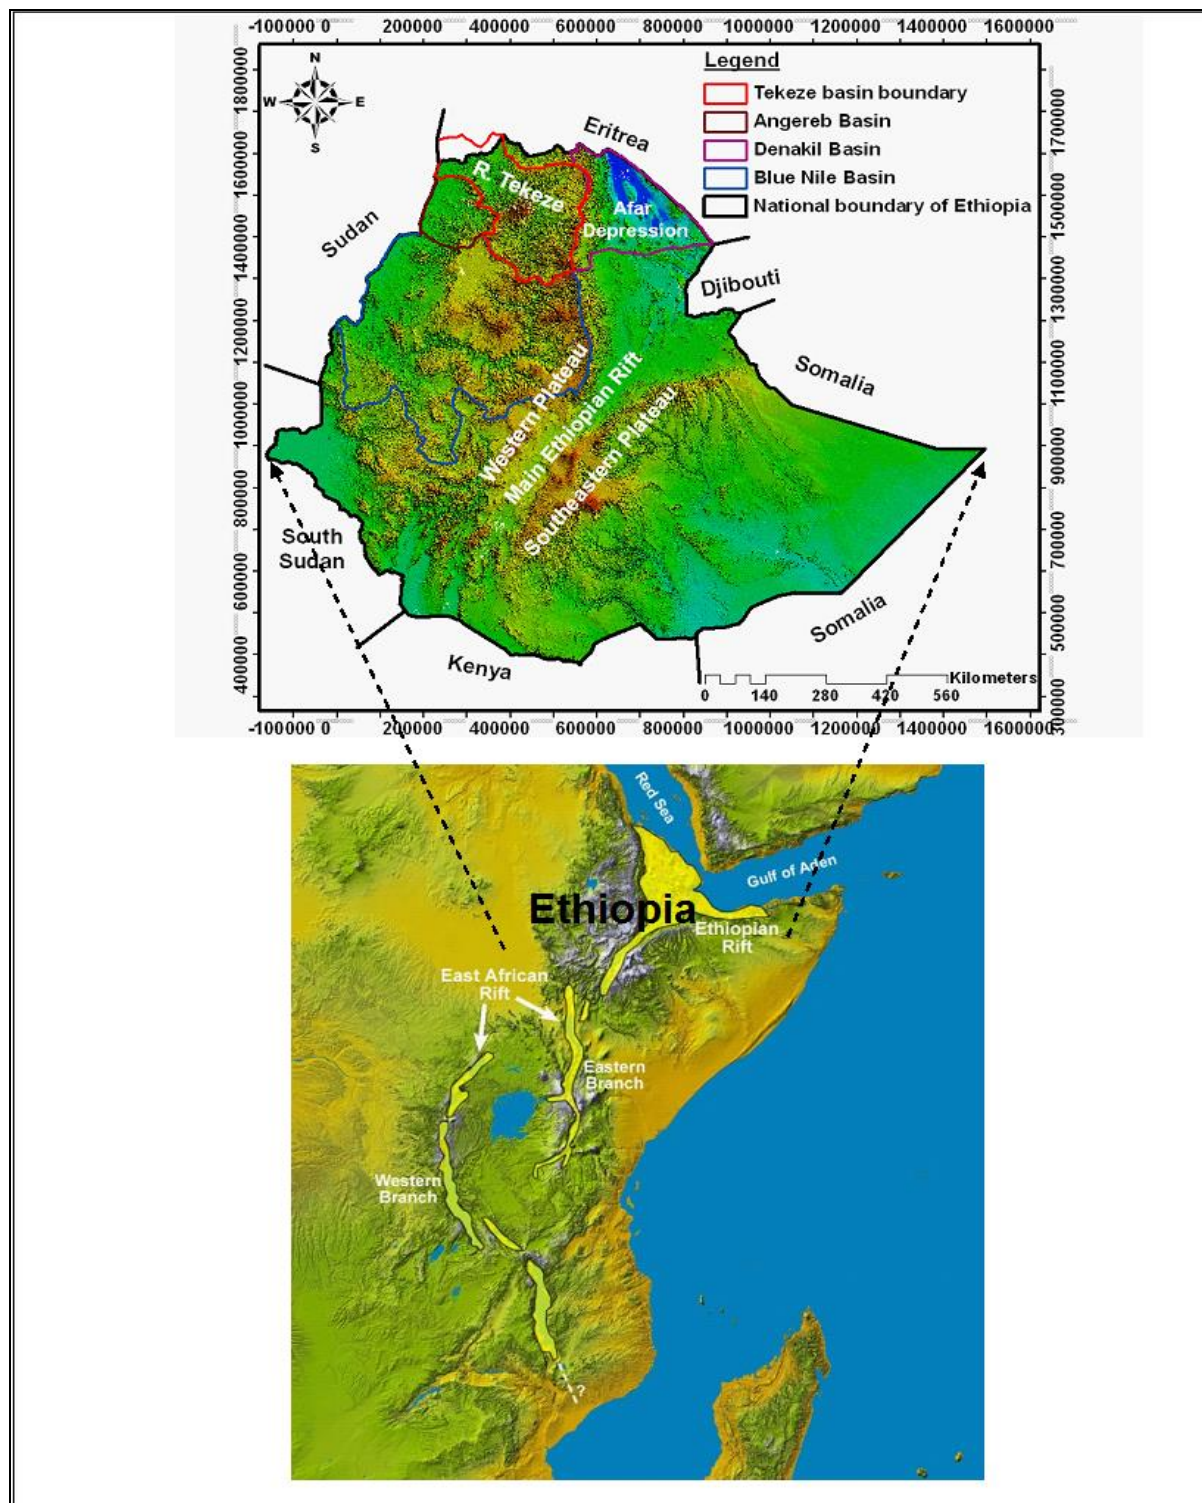 -1000000 0 200000 400000 600000 800000 1000000 1200000 1400000 1600000
N
W E
S
Legend
Tekeze basin boundary
Angereb Basin
Denakil Basin
Blue Nile Basin
National boundary of Ethiopia
1800000
1600000
1400000
1200000
1000000
800000
600000
400000
1700000
1500000
1300000
1100000
900000
700000
500000
300000
Eritrea
R. Tekeze
Afar
Depression
Sudan
Djibouti
Somalia
Western Plateau
Main Ethiopian Rift
Southeastern Plateau
South
Sudan
Somalia
Kenya
Kilometers
0 140 280 420 560
-1000000 0 200000 400000 600000 800000 1000000 1200000 1400000 1600000
Red Sea
Gulf of Aden
Ethiopia
Ethiopian
Rift
East African
Rift
Eastern
Branch
Western
Branch
?